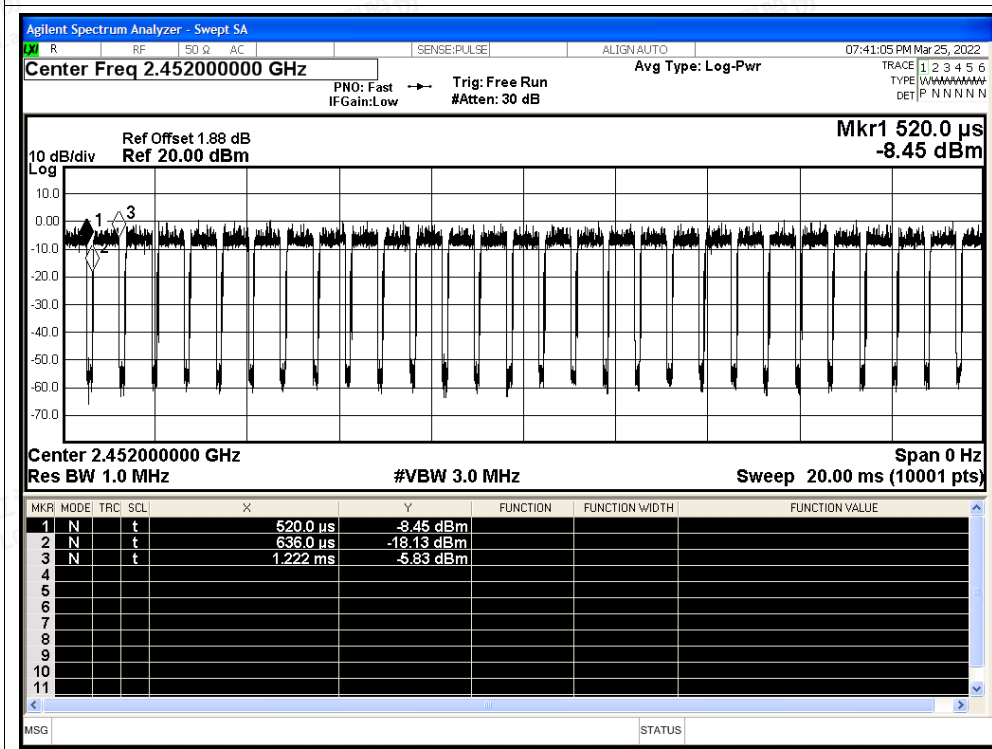 Agilent Spectrum Analyzer - Swept SA
LXI R RF 50 Ω AC SENSE:PULSE ALIGN AUTO 07:41:05 PM Mar 25, 2022
Center Freq 2.452000000 GHz Avg Type: Log-Pwr TRACE 1 2 3 4 5 6
PNO: Fast Trig: Free Run TYPE
IFGain:Low #Atten: 30 dB DET P N N N N N
Mkr1 520.0 µs
Ref Offset 1.88 dB
10 dB/div Ref 20.00 dBm -8.45 dBm
Log
10.0
0.00
-10.0
-20.0
-30.0
-40.0
-50.0
-60.0
-70.0
1 2 3
Center 2.452000000 GHz Span 0 Hz
Res BW 1.0 MHz #VBW 3.0 MHz Sweep 20.00 ms (10001 pts)
MKR MODE TRC SCL X Y FUNCTION FUNCTION WIDTH FUNCTION VALUE
1 N t 520.0 µs -8.45 dBm
2 N t 636.0 µs -18.13 dBm
3 N t 1.222 ms -5.83 dBm
4
5
6
7
8
9
10
11
MSG STATUS